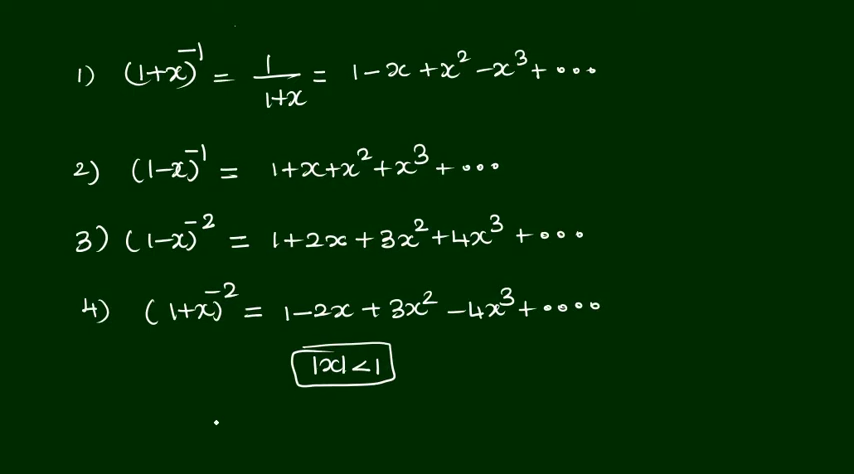 1) (1+x)⁻¹ = 1/(1+x) = 1 - x + x² - x³ + ...
2) (1-x)⁻¹ = 1+x+x²+x³ + ...
3) (1-x)⁻² = 1+2x+3x²+4x³ + ...
4) (1+x)⁻² = 1-2x+3x²-4x³+....
|x|<1